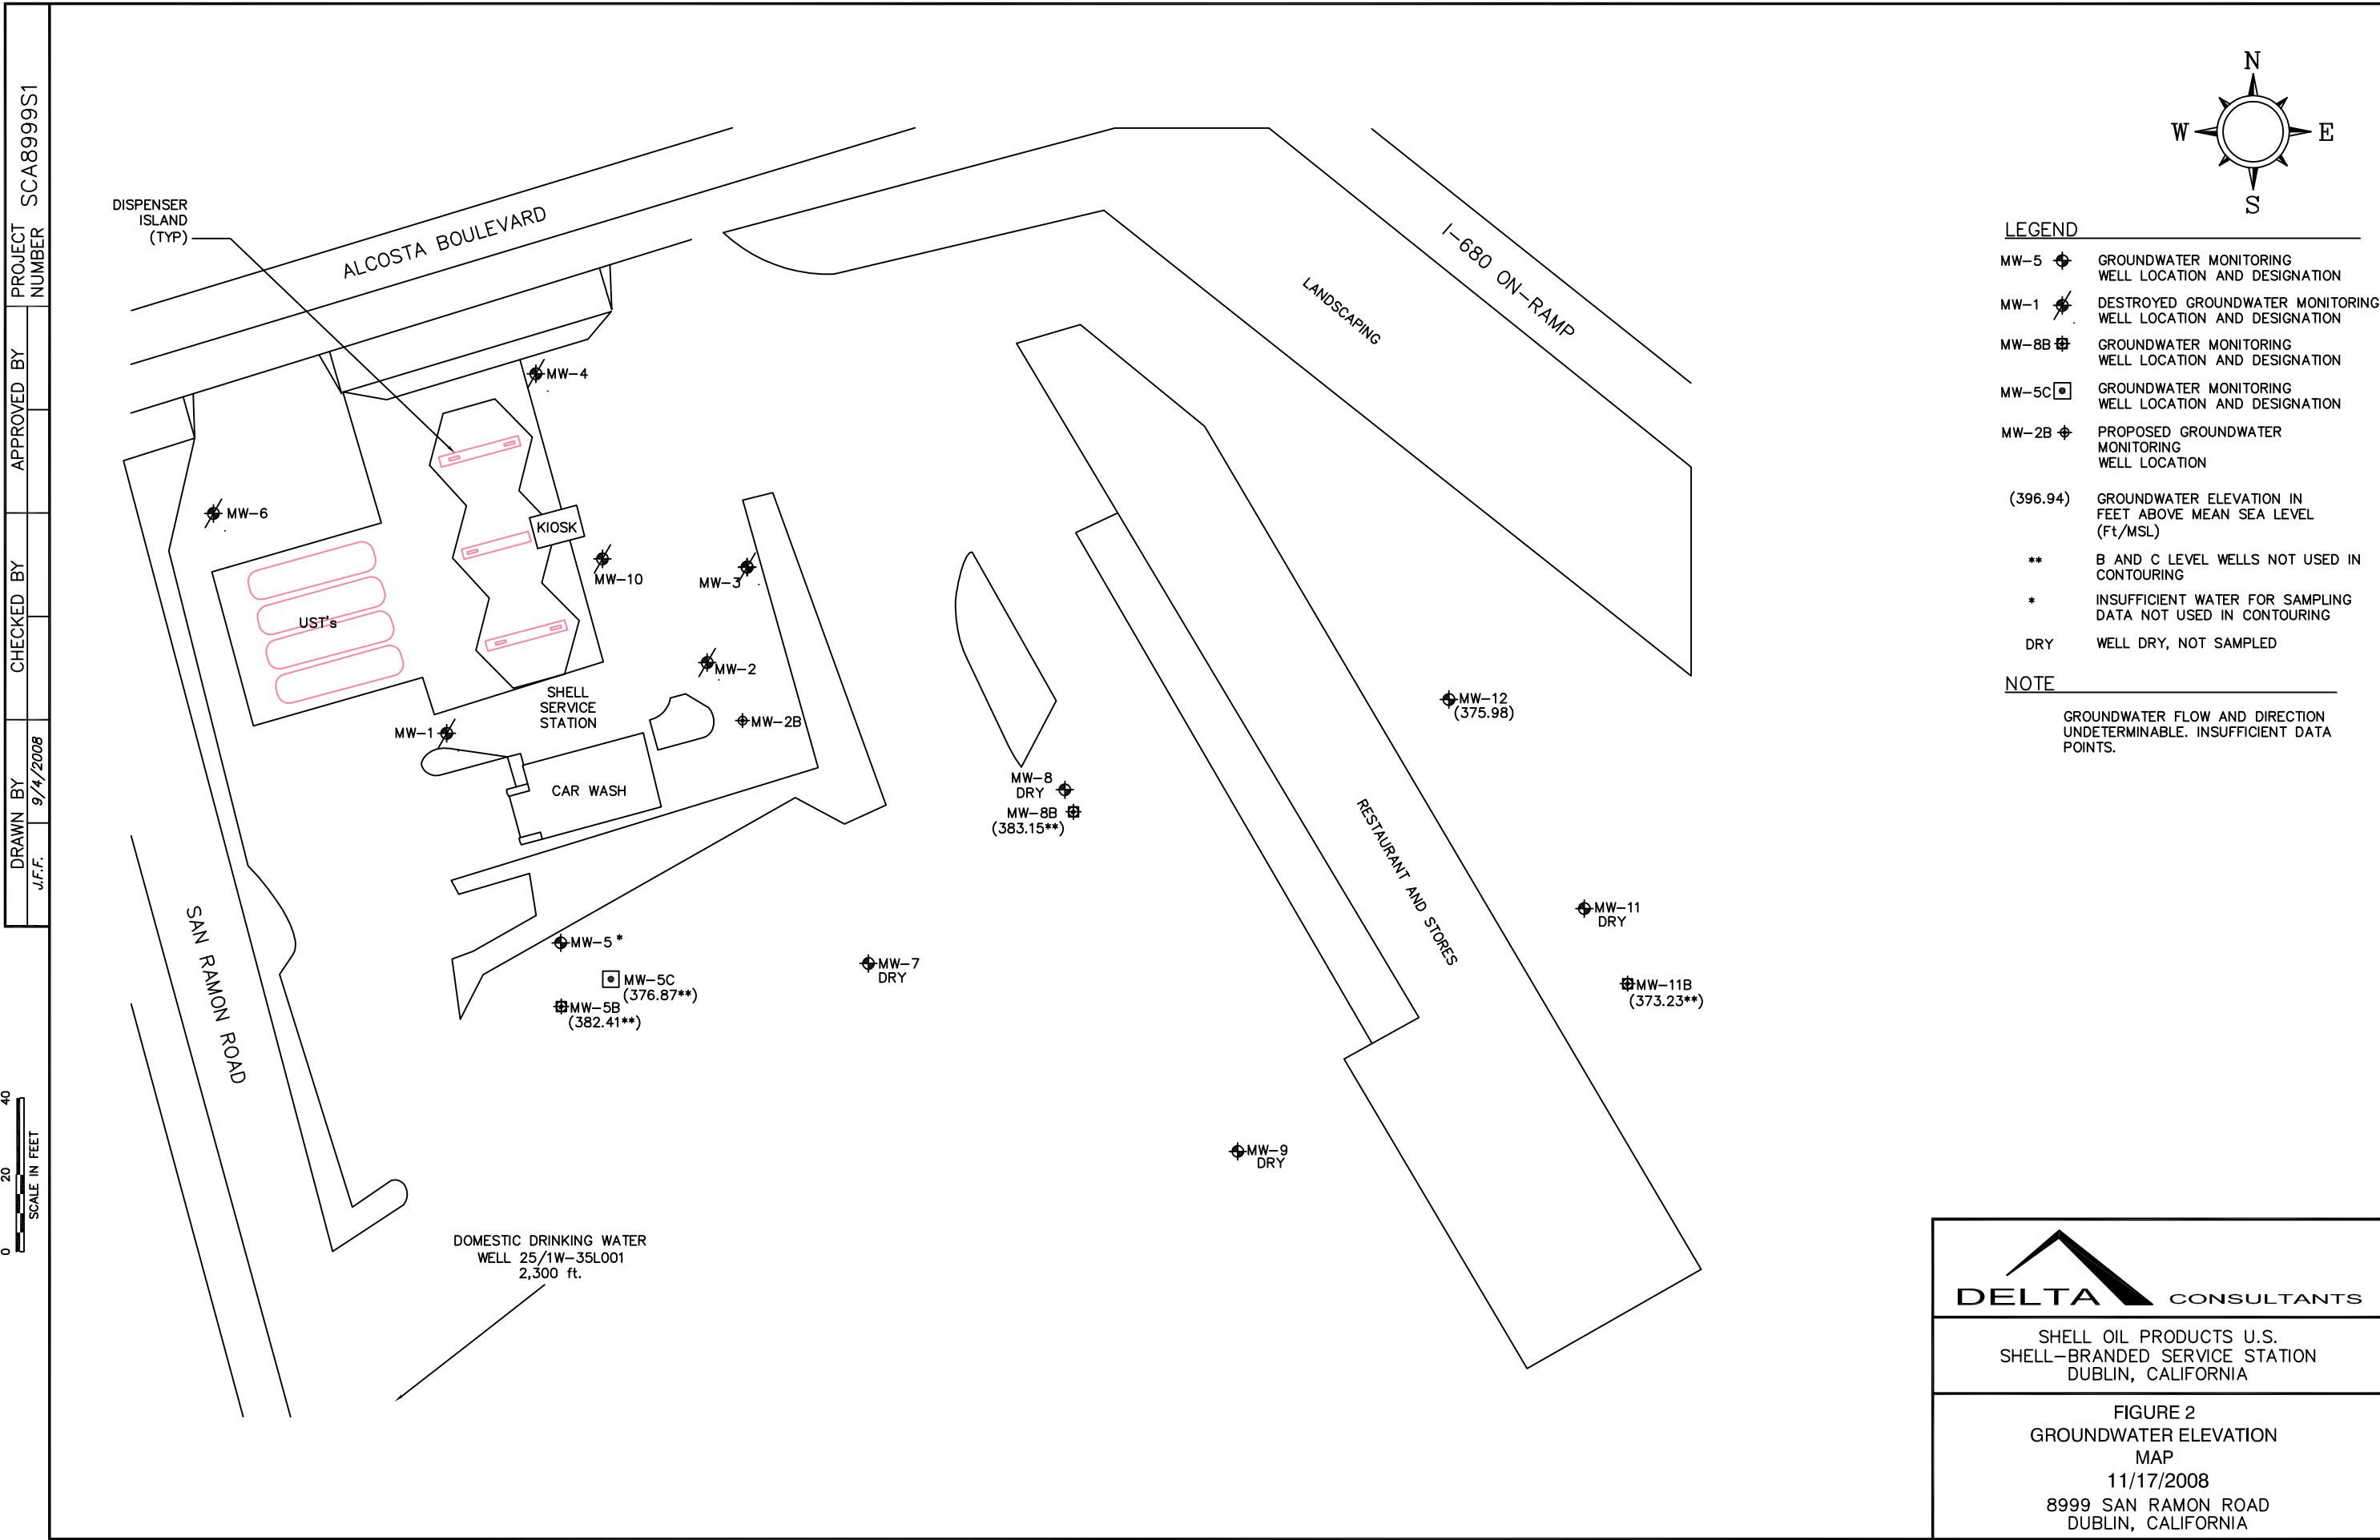 PROJECT
NUMBER
SCA8999S1
APPROVED BY
CHECKED BY
DRAWN BY
J.F.F.
9/4/2008
40
20
0
SCALE IN FEET
DISPENSER
ISLAND
(TYP)
ALCOSTA BOULEVARD
I-680 ON-RAMP
LANDSCAPING
MW-4
MW-6
KIOSK
MW-10
MW-3
UST's
MW-2
SHELL
SERVICE
STATION
MW-2B
MW-1
CAR WASH
MW-12
(375.98)
MW-8
DRY
MW-8B
(383.15**)
RESTAURANT AND STORES
SAN RAMON ROAD
MW-5 *
MW-5C
(376.87**)
MW-5B
(382.41**)
MW-7
DRY
MW-11
DRY
MW-11B
(373.23**)
MW-9
DRY
DOMESTIC DRINKING WATER
WELL 25/1W-35L001
2,300 ft.
N
W
E
S
LEGEND
MW-5
GROUNDWATER MONITORING
WELL LOCATION AND DESIGNATION
MW-1
DESTROYED GROUNDWATER MONITORING
WELL LOCATION AND DESIGNATION
MW-8B
GROUNDWATER MONITORING
WELL LOCATION AND DESIGNATION
MW-5C
GROUNDWATER MONITORING
WELL LOCATION AND DESIGNATION
MW-2B
PROPOSED GROUNDWATER
MONITORING
WELL LOCATION
(396.94)
GROUNDWATER ELEVATION IN
FEET ABOVE MEAN SEA LEVEL
(Ft/MSL)
**
B AND C LEVEL WELLS NOT USED IN
CONTOURING
*
INSUFFICIENT WATER FOR SAMPLING
DATA NOT USED IN CONTOURING
DRY
WELL DRY, NOT SAMPLED
NOTE
GROUNDWATER FLOW AND DIRECTION
UNDETERMINABLE. INSUFFICIENT DATA
POINTS.
DELTA CONSULTANTS
SHELL OIL PRODUCTS U.S.
SHELL-BRANDED SERVICE STATION
DUBLIN, CALIFORNIA
FIGURE 2
GROUNDWATER ELEVATION
MAP
11/17/2008
8999 SAN RAMON ROAD
DUBLIN, CALIFORNIA